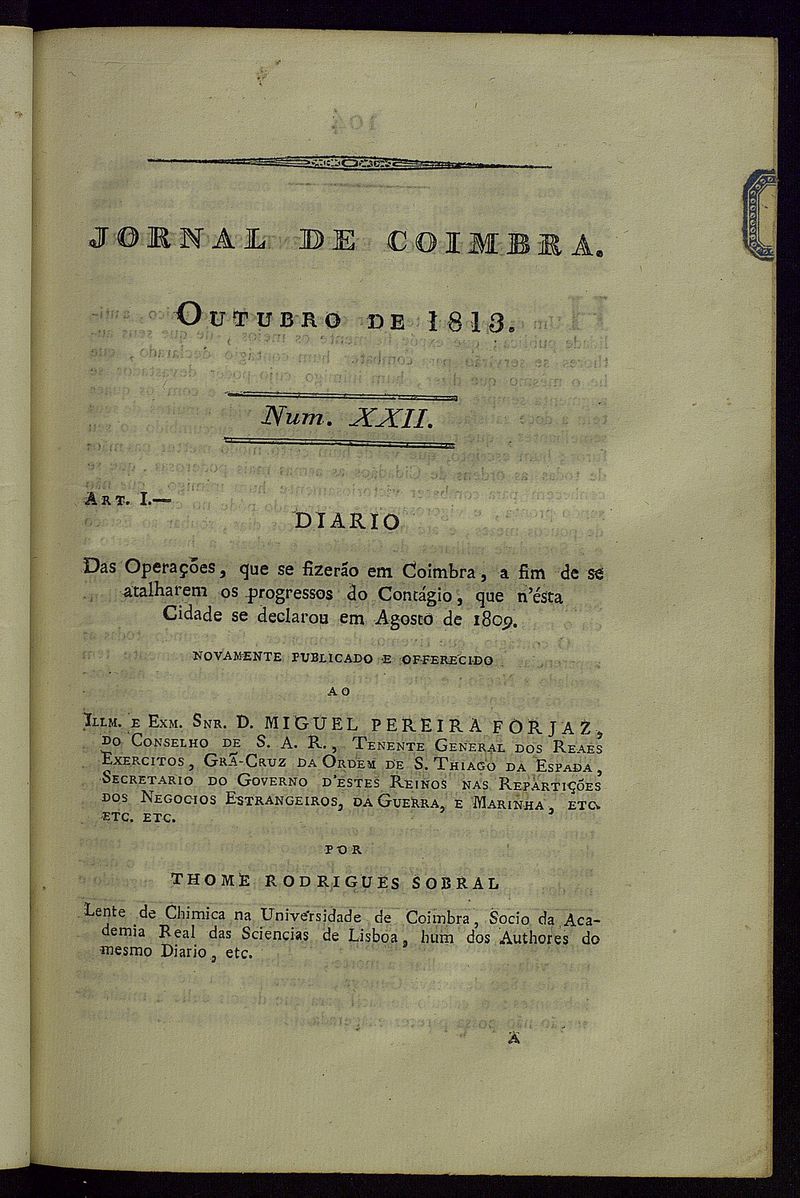 JORNAL DE COIMBRA.
OUTUBRO DE 1813.
Num. XXII.
ART. I.—
DIARIO
Das Operações, que se fizerão em Coimbra, a fim de se
atalharem os progressos do Contágio, que n'ésta
Cidade se declarou em Agosto de 1809.
NOVAMENTE PUBLICADO E OFFERECIDO
AO
ILLM. E EXM. SNR. D. MIGUEL PEREIRA FORJAZ,
DO CONSELHO DE S. A. R., TENENTE GENERAL DOS REAES
EXERCITOS, GRÃ-CRUZ DA ORDEM DE S. THIAGO DA ESPADA,
SECRETARIO DO GOVERNO D'ESTES REINOS NAS REPARTIÇÕES
DOS NEGOCIOS ESTRANGEIROS, DA GUERRA, E MARINHA, ETC.
ETC. ETC.
POR
THOMÉ RODRIGUES SOBRAL
Lente de Chimica na Universidade de Coimbra, Socio da Aca-
demia Real das Sciencias de Lisboa, hum dos Authores do
mesmo Diario, etc.
A